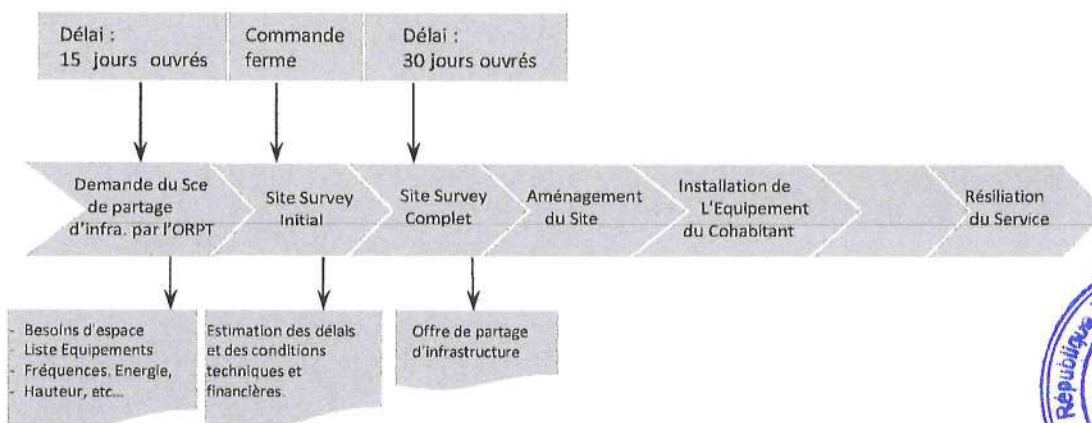 Délai :
15 jours ouvrés
Commande
ferme
Délai :
30 jours ouvrés
Demande du Sce
de partage
d'infra. par l'ORPT
Site Survey
Initial
Site Survey
Complet
Aménagement
du Site
Installation de
L'Equipement
du Cohabitant
Résiliation
du Service
- Besoins d'espace
- Liste Equipements
- Fréquences, Energie,
- Hauteur, etc...
Estimation des délais
et des conditions
techniques et
financières.
Offre de partage
d'infrastructure
République